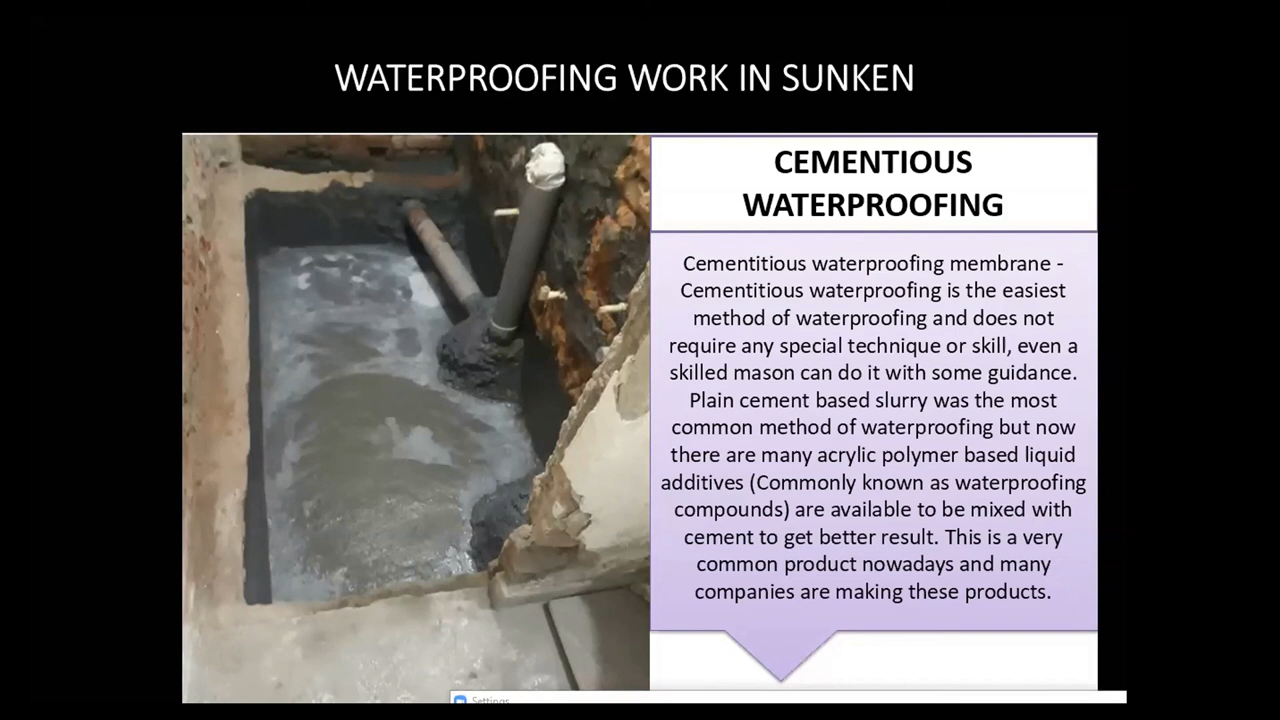 WATERPROOFING WORK IN SUNKEN
CEMENTIOUS
WATERPROOFING
Cementitious waterproofing membrane -
Cementitious waterproofing is the easiest
method of waterproofing and does not
require any special technique or skill, even a
skilled mason can do it with some guidance.
Plain cement based slurry was the most
common method of waterproofing but now
there are many acrylic polymer based liquid
additives (Commonly known as waterproofing
compounds) are available to be mixed with
cement to get better result. This is a very
common product nowadays and many
companies are making these products.
Settings